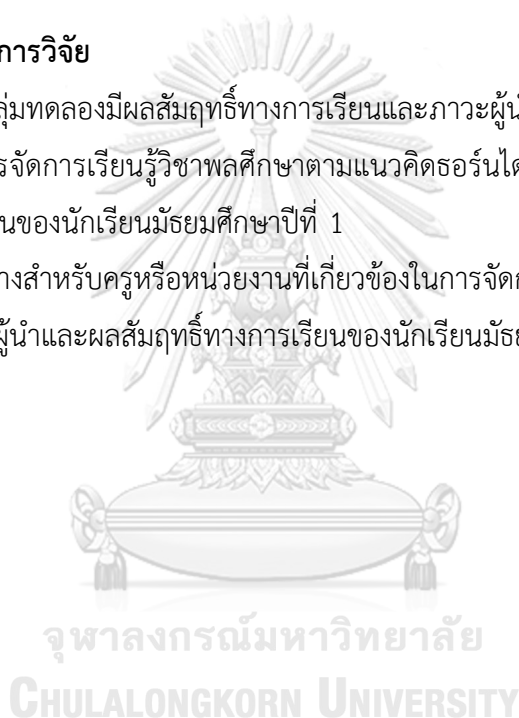 การวิจัย
ลุ่มทดลองมีผลสัมฤทธิ์ทางการเรียนและภาวะผู้น
รจัดการเรียนรู้วิชาพลศึกษาตามแนวคิดธอร์นได
นของนักเรียนมัธยมศึกษาปีที่ 1
างสำหรับครูหรือหน่วยงานที่เกี่ยวข้องในการจัดก
ผู้นำและผลสัมฤทธิ์ทางการเรียนของนักเรียนมัธย
จุฬาลงกรณ์มหาวิทยาลัย
CHULALONGKORN UNIVERSITY